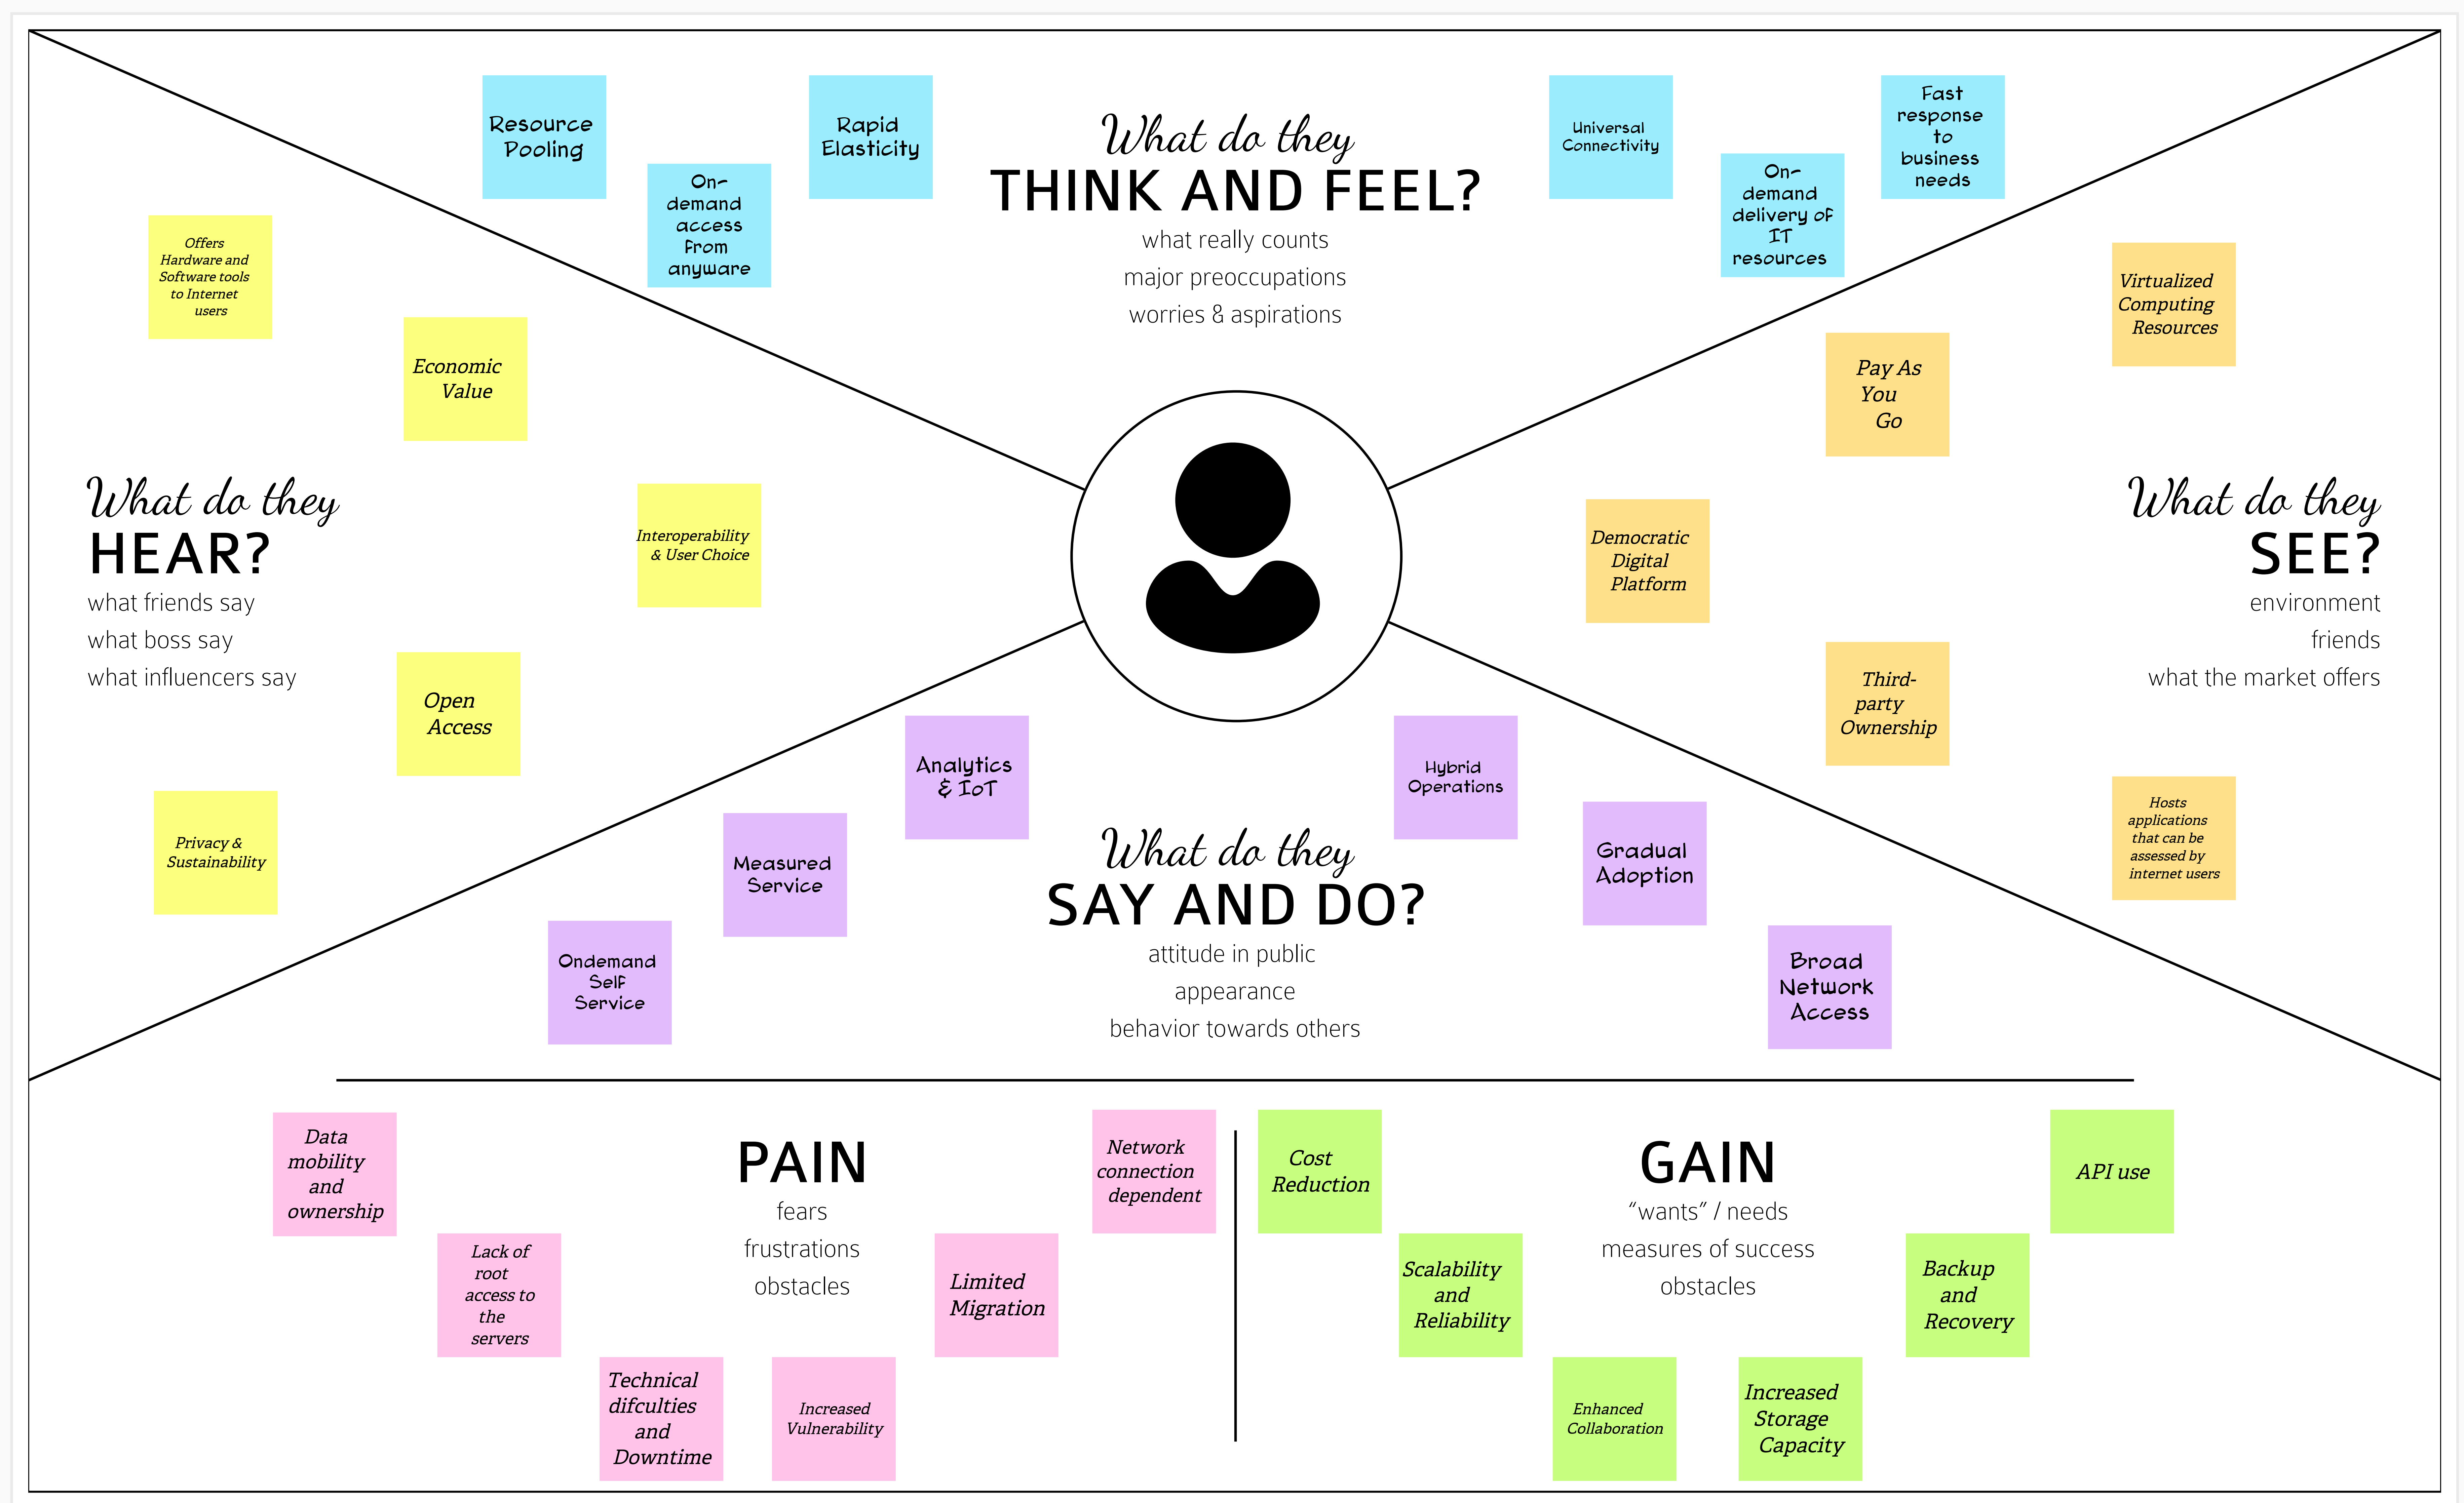 Resource
Pooling
On-
demand
access
from
anyware
Rapid
Elasticity
What do they
THINK AND FEEL?
what really counts
major preoccupations
worries & aspirations
Universal
Connectivity
On-
demand
delivery of
IT
resources
Fast
response
to
business
needs
Offers
Hardware and
Software tools
to Internet
users
Economic
Value
Interoperability
& User Choice
What do they
HEAR?
what friends say
what boss say
what influencers say
Open
Access
Privacy &
Sustainability
Virtualized
Computing
Resources
Pay As
You
Go
Democratic
Digital
Platform
What do they
SEE?
environment
friends
what the market offers
Third-
party
Ownership
Hosts
applications
that can be
assessed by
internet users
Analytics
& IoT
Measured
Service
Ondemand
Self
Service
What do they
SAY AND DO?
attitude in public
appearance
behavior towards others
Hybrid
Operations
Gradual
Adoption
Broad
Network
Access
Data
mobility
and
ownership
Lack of
root
access to
the
servers
Technical
difculties
and
Downtime
PAIN
fears
frustrations
obstacles
Increased
Vulnerability
Limited
Migration
Network
connection
dependent
Cost
Reduction
Scalability
and
Reliability
Enhanced
Collaboration
GAIN
“wants” / needs
measures of success
obstacles
Increased
Storage
Capacity
Backup
and
Recovery
API use